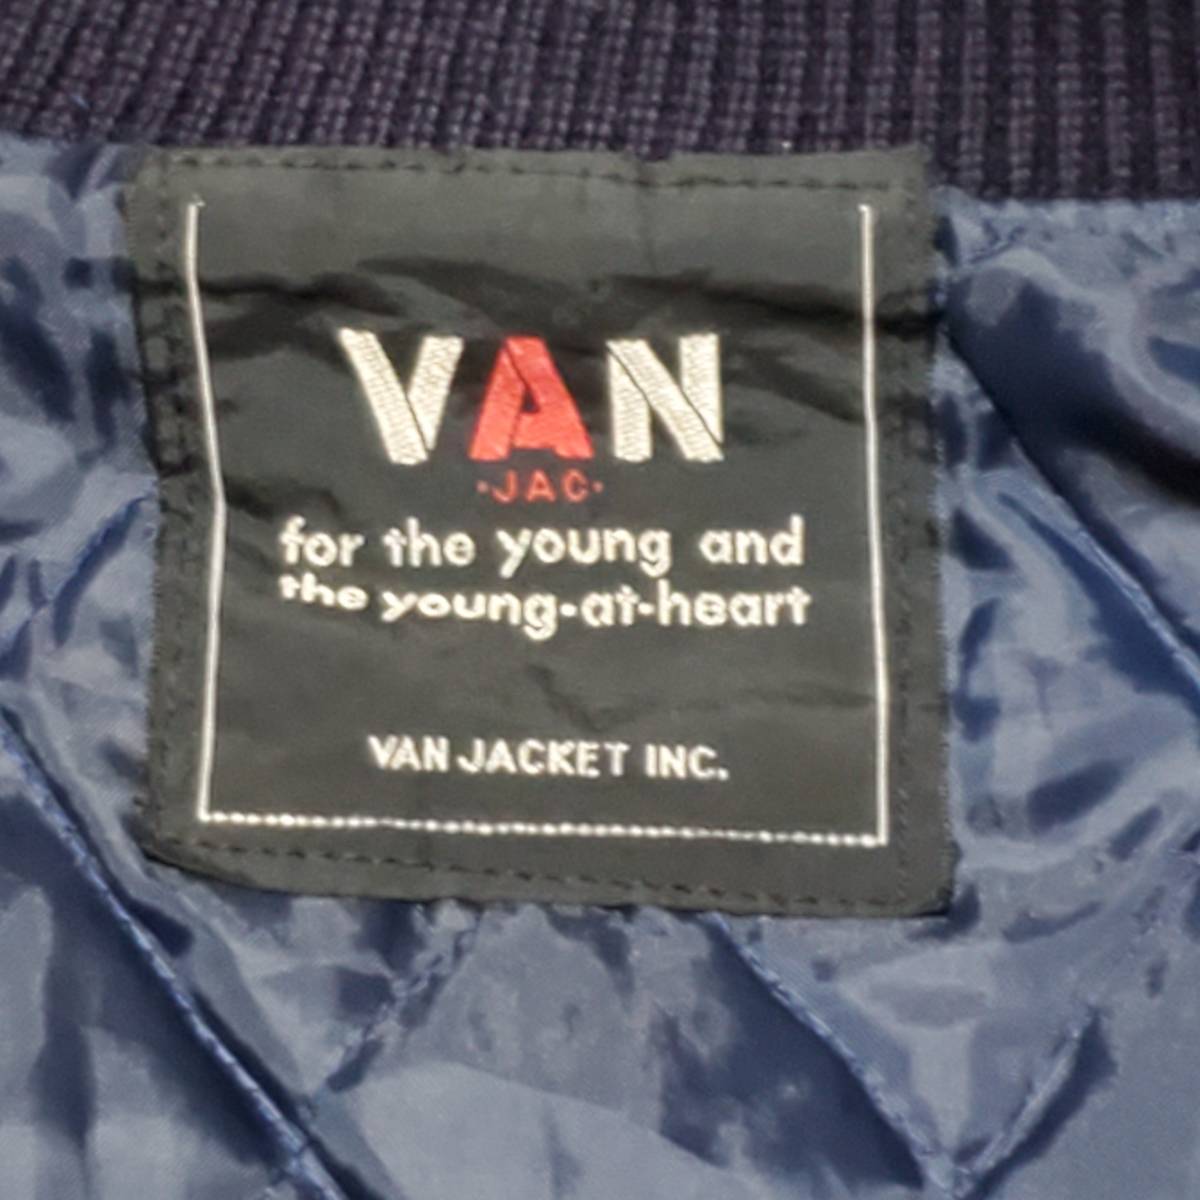 VAN
·JAC·
for the young and
the young-at-heart
VAN JACKET INC.